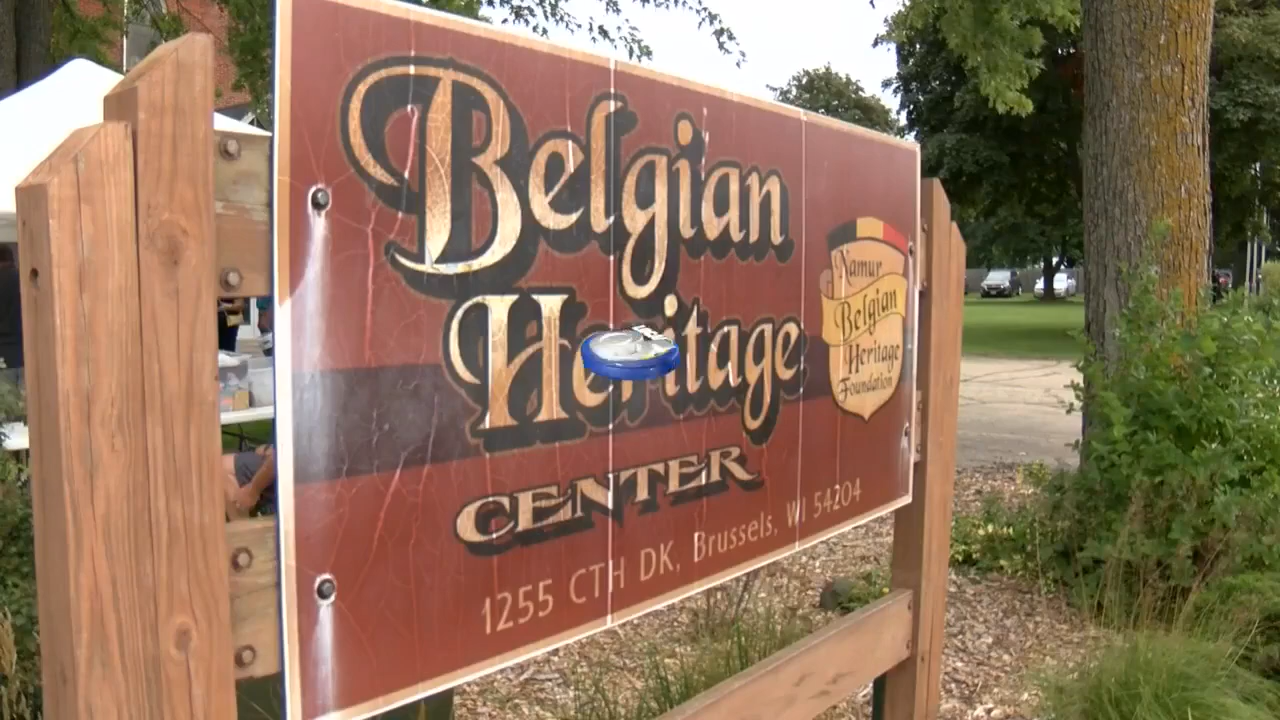 Belgian
Heritage
CENTER
1255 CTH DK, Brussels, WI 54204
Namur
Belgian
Heritage
Foundation